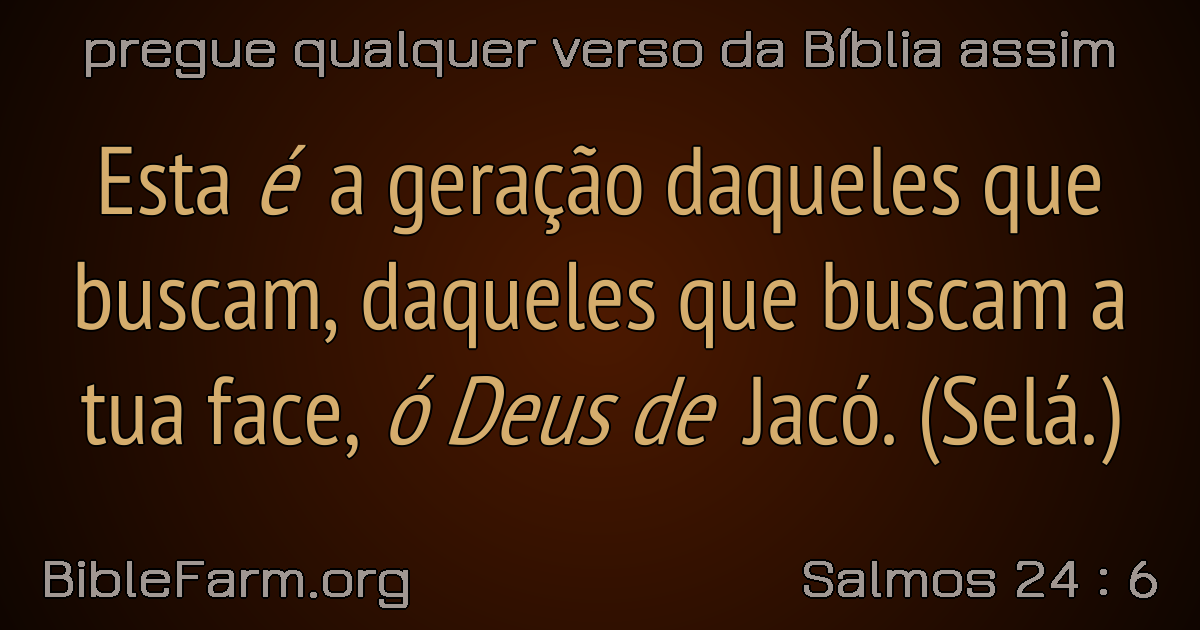 pregue qualquer verso da Bíblia assim
Esta é a geração daqueles que
buscam, daqueles que buscam a
tua face, ó Deus de Jacó. (Selá.)
BibleFarm.org
Salmos 24 : 6